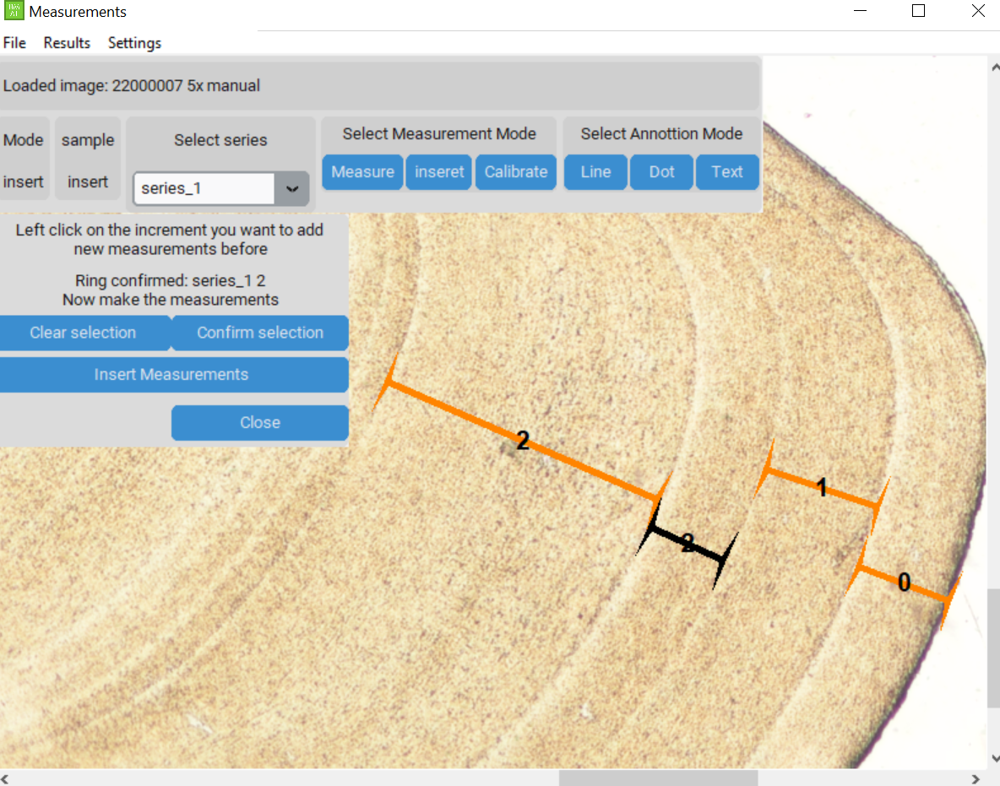 Measurements
File Results Settings
Loaded image: 22000007 5x manual
Mode
insert
sample
insert
Select series
series_1
Select Measurement Mode
Measure inseret Calibrate
Select Annottion Mode
Line Dot Text
Left click on the increment you want to add
new measurements before
Ring confirmed: series_1 2
Now make the measurements
Clear selection Confirm selection
Insert Measurements
Close
2
1
2
0